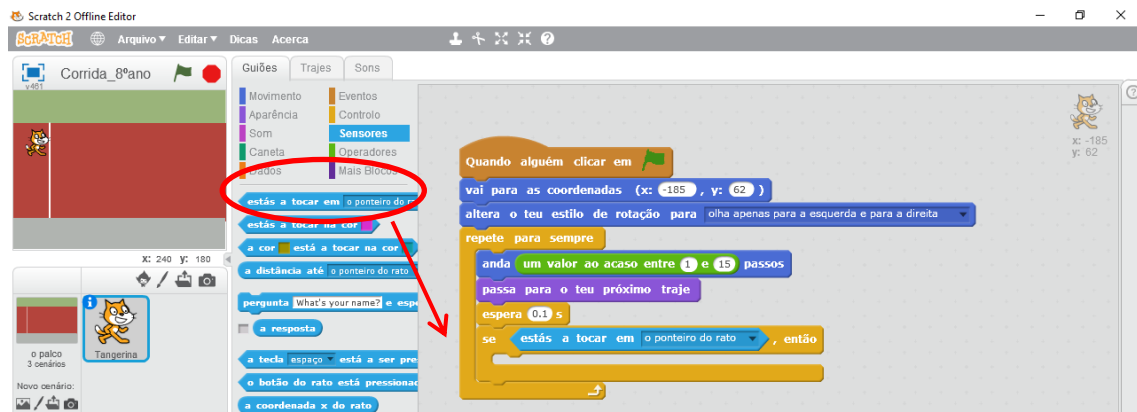 Scratch 2 Offline Editor
SCRATCH Arquivo Editar Dicas Acerca
Corrida_8ºano
v461
X: 240 Y: 180
o palco
3 cenários
Tangerina
Novo cenário:
Guiões Trajes Sons
Movimento Eventos
Aparência Controlo
Som Sensores
Caneta Operadores
Dados Mais Blocos
estás a tocar em o ponteiro do ra
estás a tocar na cor
a cor está a tocar na cor
a distância até o ponteiro do rato
pergunta What's your name? e espe
a resposta
a tecla espaço está a ser pre
o botão do rato está pressionad
a coordenada x do rato
Quando alguém clicar em
vai para as coordenadas (x: -185 , y: 62 )
altera o teu estilo de rotação para olha apenas para a esquerda e para a direita
repete para sempre
anda um valor ao acaso entre 1 e 15 passos
passa para o teu próximo traje
espera 0.1 s
se estás a tocar em o ponteiro do rato , então
x: -185
y: 62